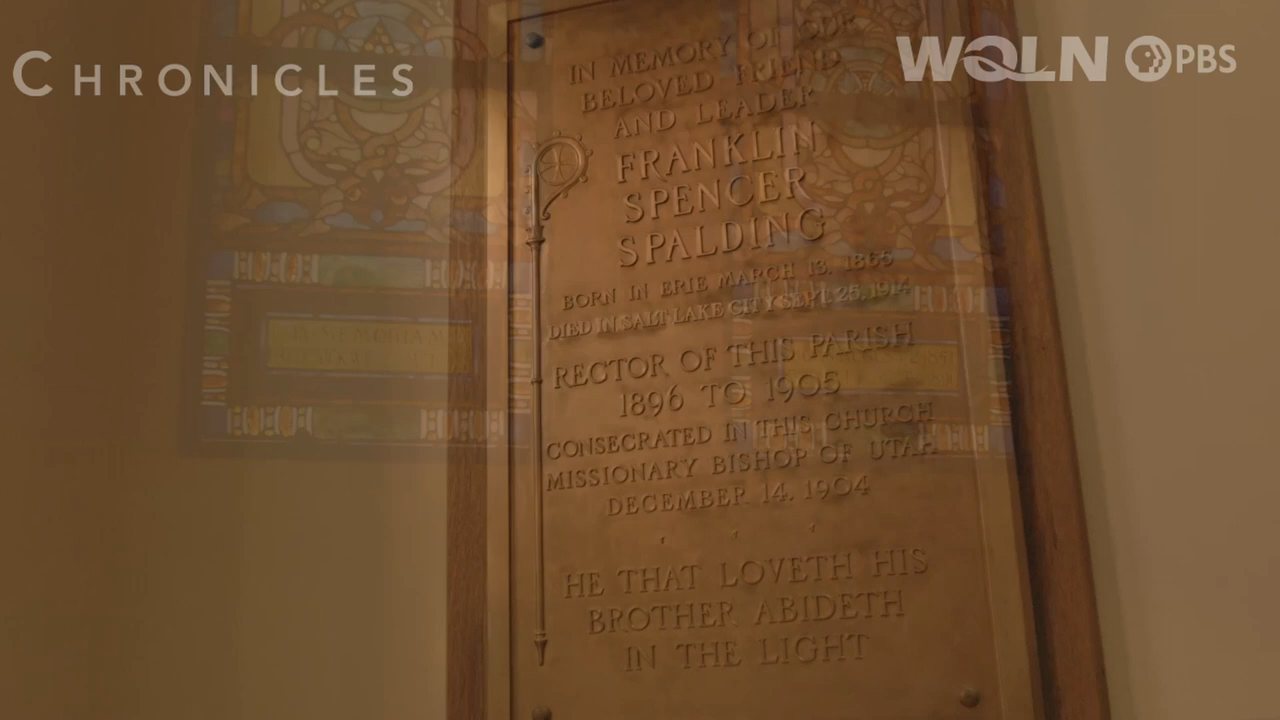 CHRONICLES
WQLN PBS
IN MEMORY OF OUR
BELOVED FRIEND
AND LEADER
FRANKLIN
SPENCER
SPALDING
BORN IN ERIE MARCH 13, 1865
DIED IN SALT LAKE CITY SEPT. 25, 1914
RECTOR OF THIS PARISH
1896 TO 1905
CONSECRATED IN THIS CHURCH
MISSIONARY BISHOP OF UTAH
DECEMBER 14, 1904
HE THAT LOVETH HIS
BROTHER ABIDETH
IN THE LIGHT